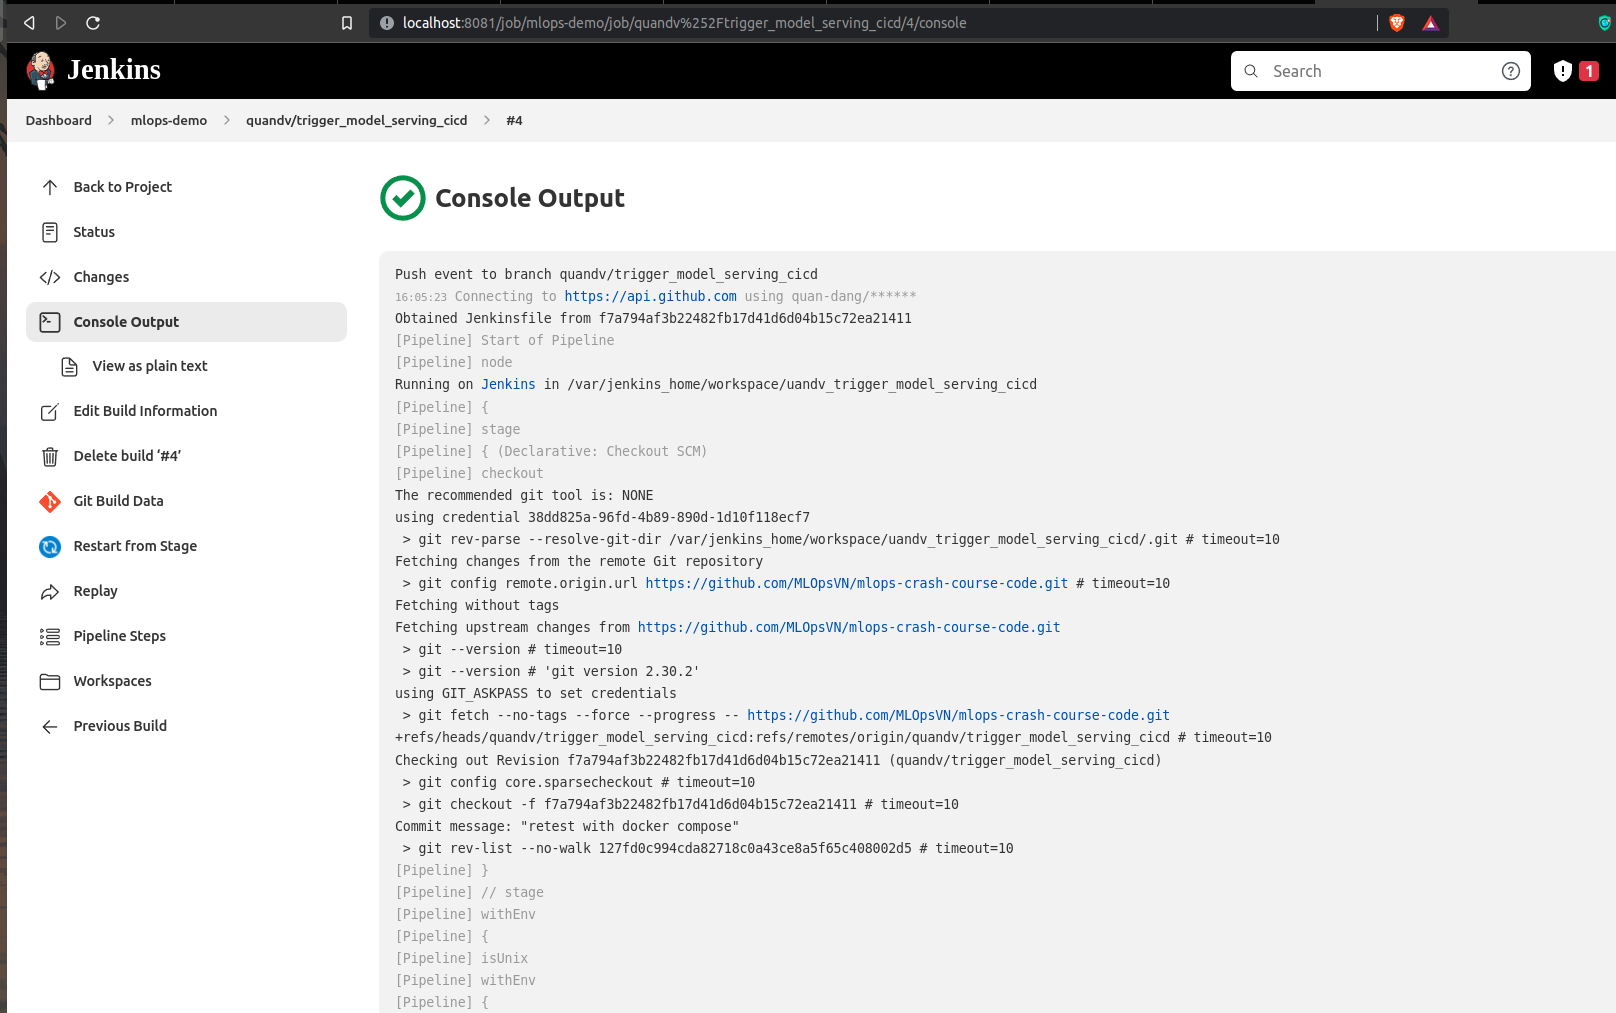 localhost:8081/job/mlops-demo/job/quandv%252Ftrigger_model_serving_cicd/4/console
Jenkins
Search
1
Dashboard > mlops-demo > quandv/trigger_model_serving_cicd > #4
Back to Project
Status
Changes
Console Output
View as plain text
Edit Build Information
Delete build ‘#4’
Git Build Data
Restart from Stage
Replay
Pipeline Steps
Workspaces
Previous Build
Console Output
Push event to branch quandv/trigger_model_serving_cicd
16:05:23 Connecting to https://api.github.com using quan-dang/******
Obtained Jenkinsfile from f7a794af3b22482fb17d41d6d04b15c72ea21411
[Pipeline] Start of Pipeline
[Pipeline] node
Running on Jenkins in /var/jenkins_home/workspace/uandv_trigger_model_serving_cicd
[Pipeline] {
[Pipeline] stage
[Pipeline] { (Declarative: Checkout SCM)
[Pipeline] checkout
The recommended git tool is: NONE
using credential 38dd825a-96fd-4b89-890d-1d10f118ecf7
> git rev-parse --resolve-git-dir /var/jenkins_home/workspace/uandv_trigger_model_serving_cicd/.git # timeout=10
Fetching changes from the remote Git repository
> git config remote.origin.url https://github.com/MLOpsVN/mlops-crash-course-code.git # timeout=10
Fetching without tags
Fetching upstream changes from https://github.com/MLOpsVN/mlops-crash-course-code.git
> git --version # timeout=10
> git --version # 'git version 2.30.2'
using GIT_ASKPASS to set credentials
> git fetch --no-tags --force --progress -- https://github.com/MLOpsVN/mlops-crash-course-code.git
+refs/heads/quandv/trigger_model_serving_cicd:refs/remotes/origin/quandv/trigger_model_serving_cicd # timeout=10
Checking out Revision f7a794af3b22482fb17d41d6d04b15c72ea21411 (quandv/trigger_model_serving_cicd)
> git config core.sparsecheckout # timeout=10
> git checkout -f f7a794af3b22482fb17d41d6d04b15c72ea21411 # timeout=10
Commit message: "retest with docker compose"
> git rev-list --no-walk 127fd0c994cda82718c0a43ce8a5f65c408002d5 # timeout=10
[Pipeline] }
[Pipeline] // stage
[Pipeline] withEnv
[Pipeline] {
[Pipeline] isUnix
[Pipeline] withEnv
[Pipeline] {